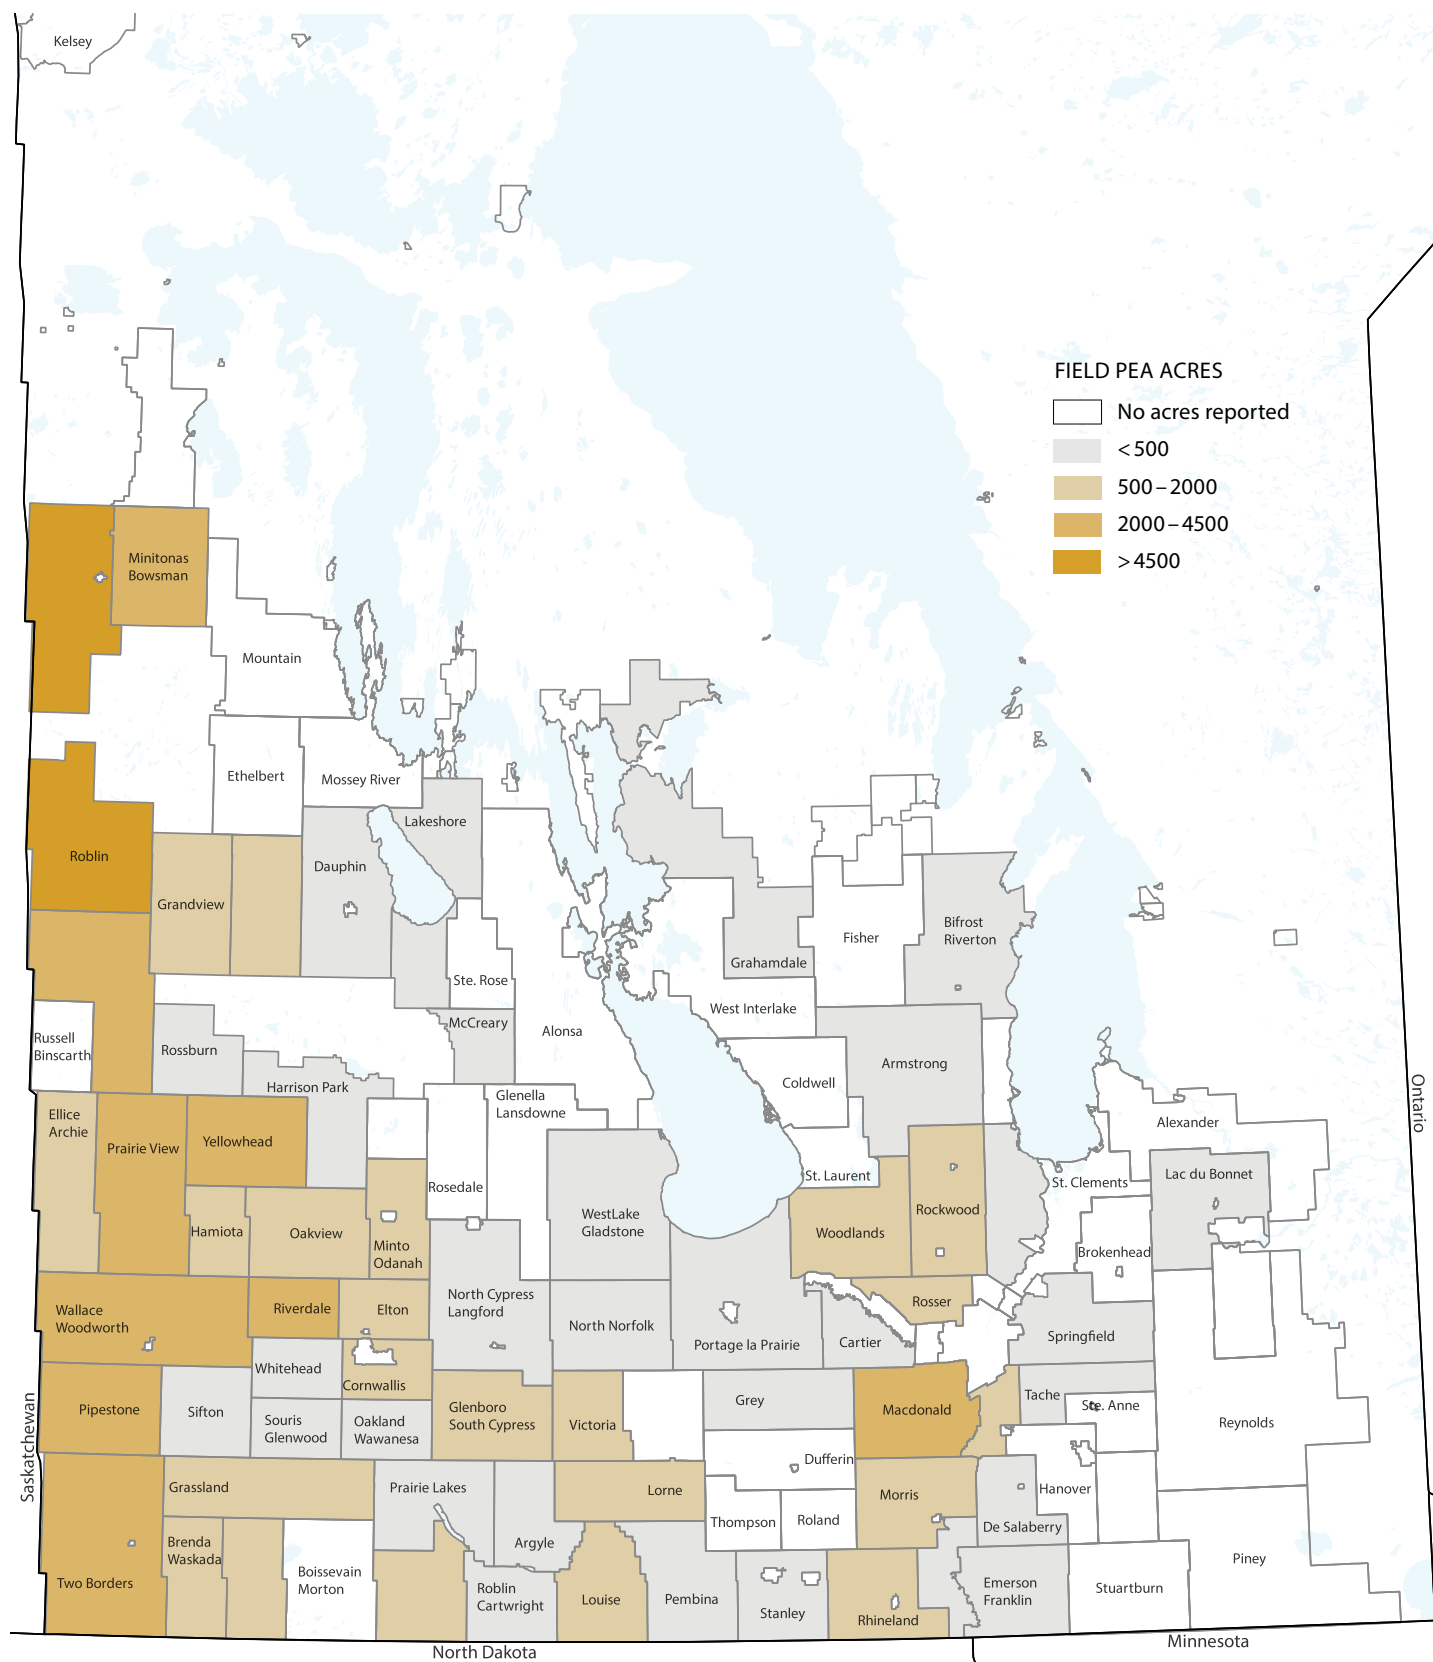 Kelsey
FIELD PEA ACRES
No acres reported
<500
500–2000
2000–4500
>4500
Minitonas
Bowsman
Mountain
Ethelbert
Mossey River
Lakeshore
Roblin
Dauphin
Grandview
Bifrost
Riverton
Fisher
Grahamdale
Ste. Rose
West Interlake
McCreary
Alonsa
Russell
Binscarth
Rossburn
Armstrong
Coldwell
Harrison Park
Glenella
Lansdowne
Ontario
Ellice
Archie
Alexander
Prairie View
Yellowhead
St. Laurent
Lac du Bonnet
St. Clements
Rosedale
WestLake
Gladstone
Rockwood
Hamiota
Oakview
Woodlands
Minto
Odanah
Brokenhead
North Cypress
Langford
Rosser
Wallace
Woodworth
Riverdale
Elton
North Norfolk
Portage la Prairie
Cartier
Springfield
Whitehead
Cornwallis
Tache
Ste. Anne
Grey
Pipestone
Sifton
Souris
Glenwood
Oakland
Wawanesa
Glenboro
South Cypress
Victoria
Macdonald
Reynolds
Saskatchewan
Dufferin
Grassland
Prairie Lakes
Lorne
Morris
Hanover
Thompson
Roland
De Salaberry
Brenda
Waskada
Argyle
Boissevain
Morton
Piney
Two Borders
Roblin
Cartwright
Louise
Pembina
Stanley
Rhineland
Emerson
Franklin
Stuartburn
North Dakota
Minnesota